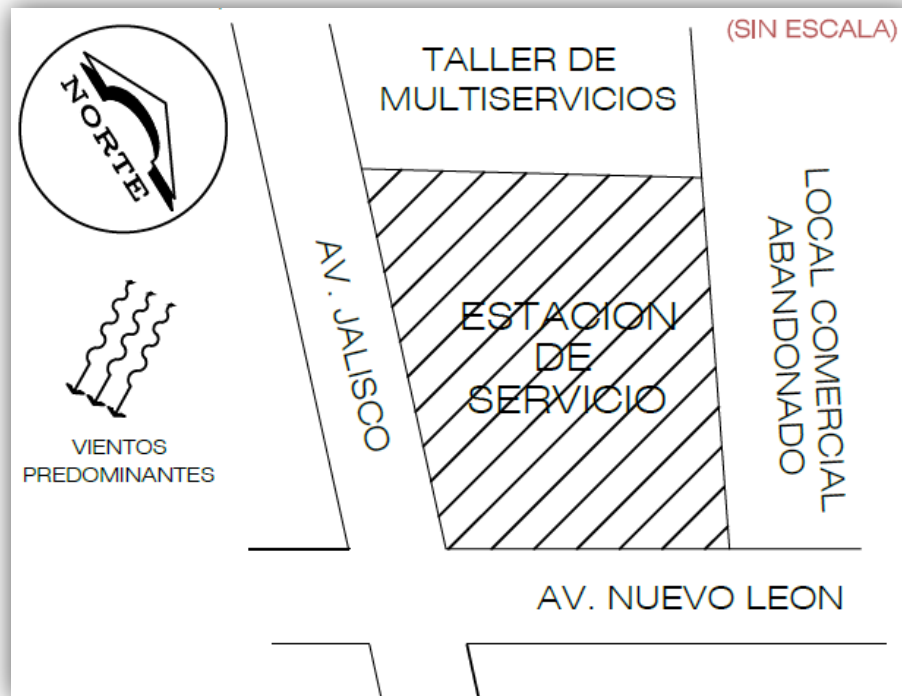 (SIN ESCALA)
TALLER DE
MULTISERVICIOS
NORTE
LOCAL COMERCIAL
ABANDONADO
AV. JALISCO
ESTACION
DE
SERVICIO
VIENTOS
PREDOMINANTES
AV. NUEVO LEON